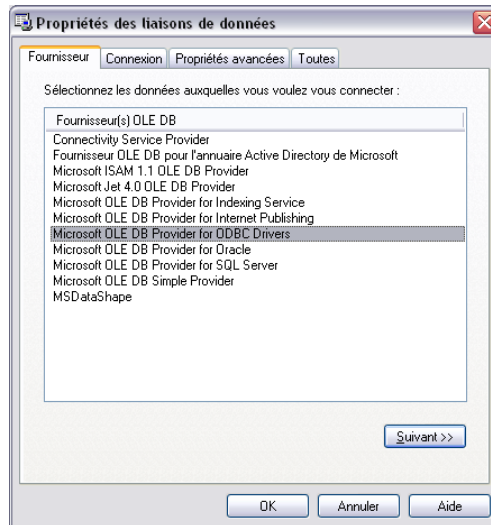 Propriétés des liaisons de données
Fournisseur Connexion Propriétés avancées Toutes
Sélectionnez les données auxquelles vous voulez vous connecter :
Fournisseur(s) OLE DB
Connectivity Service Provider
Fournisseur OLE DB pour l'annuaire Active Directory de Microsoft
Microsoft ISAM 1.1 OLE DB Provider
Microsoft Jet 4.0 OLE DB Provider
Microsoft OLE DB Provider for Indexing Service
Microsoft OLE DB Provider for Internet Publishing
Microsoft OLE DB Provider for ODBC Drivers
Microsoft OLE DB Provider for Oracle
Microsoft OLE DB Provider for SQL Server
Microsoft OLE DB Simple Provider
MSDataShape
Suivant >>
OK Annuler Aide